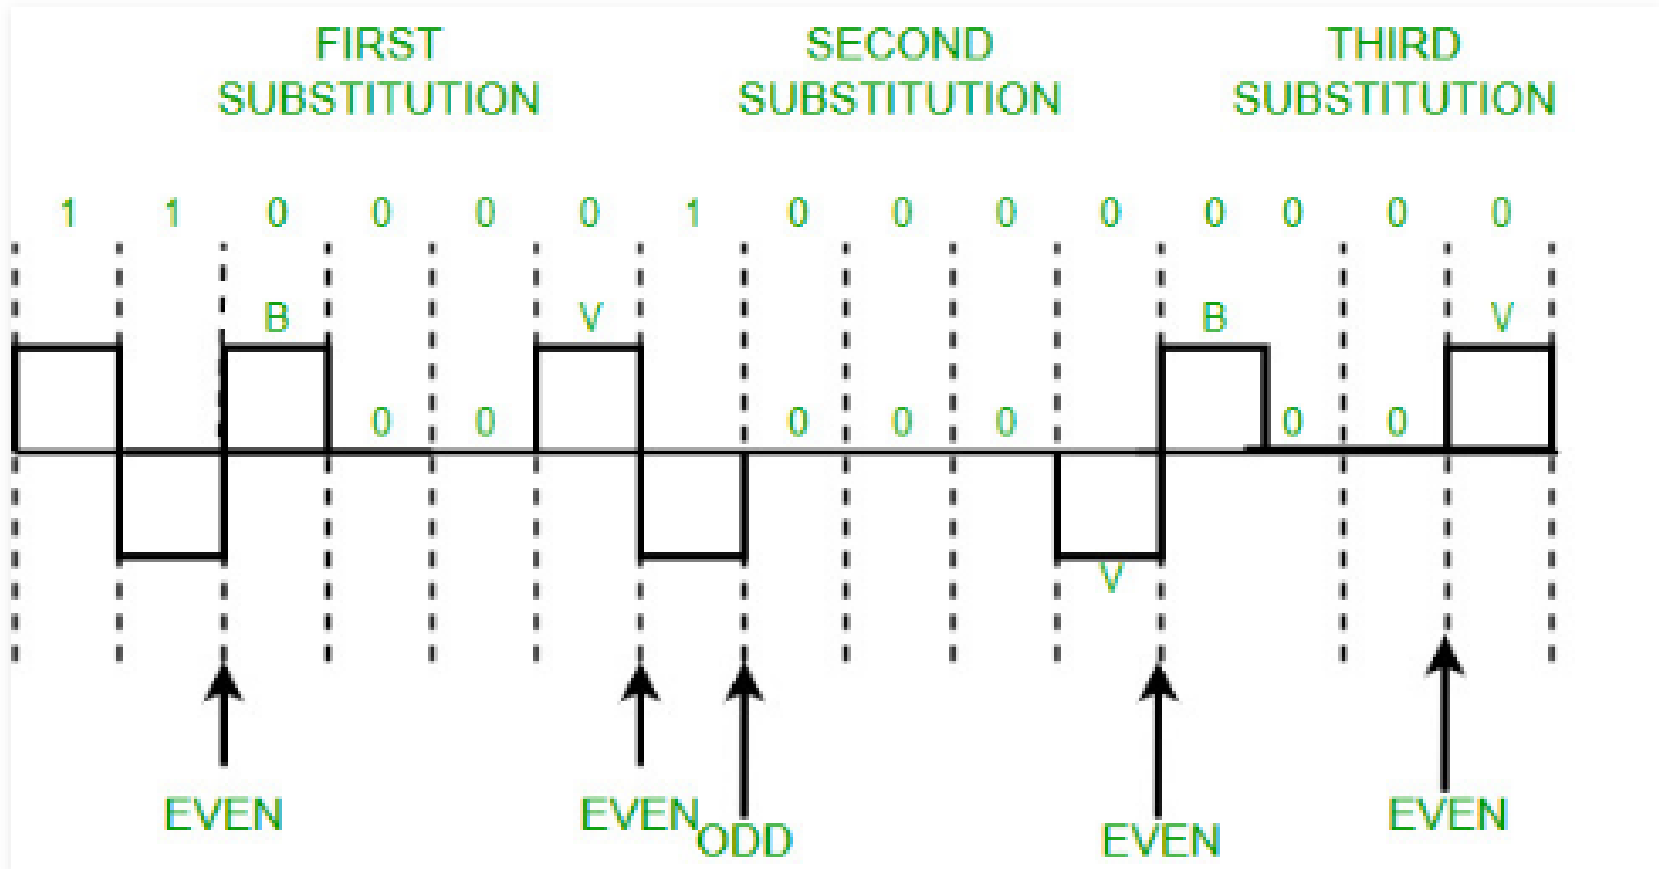 FIRST SUBSTITUTION
SECOND SUBSTITUTION
THIRD SUBSTITUTION
1 1 0 0 0 0 1 0 0 0 0 0 0 0 0
B V B V
0 0 0 0 0 0 0
V
EVEN EVEN ODD EVEN EVEN